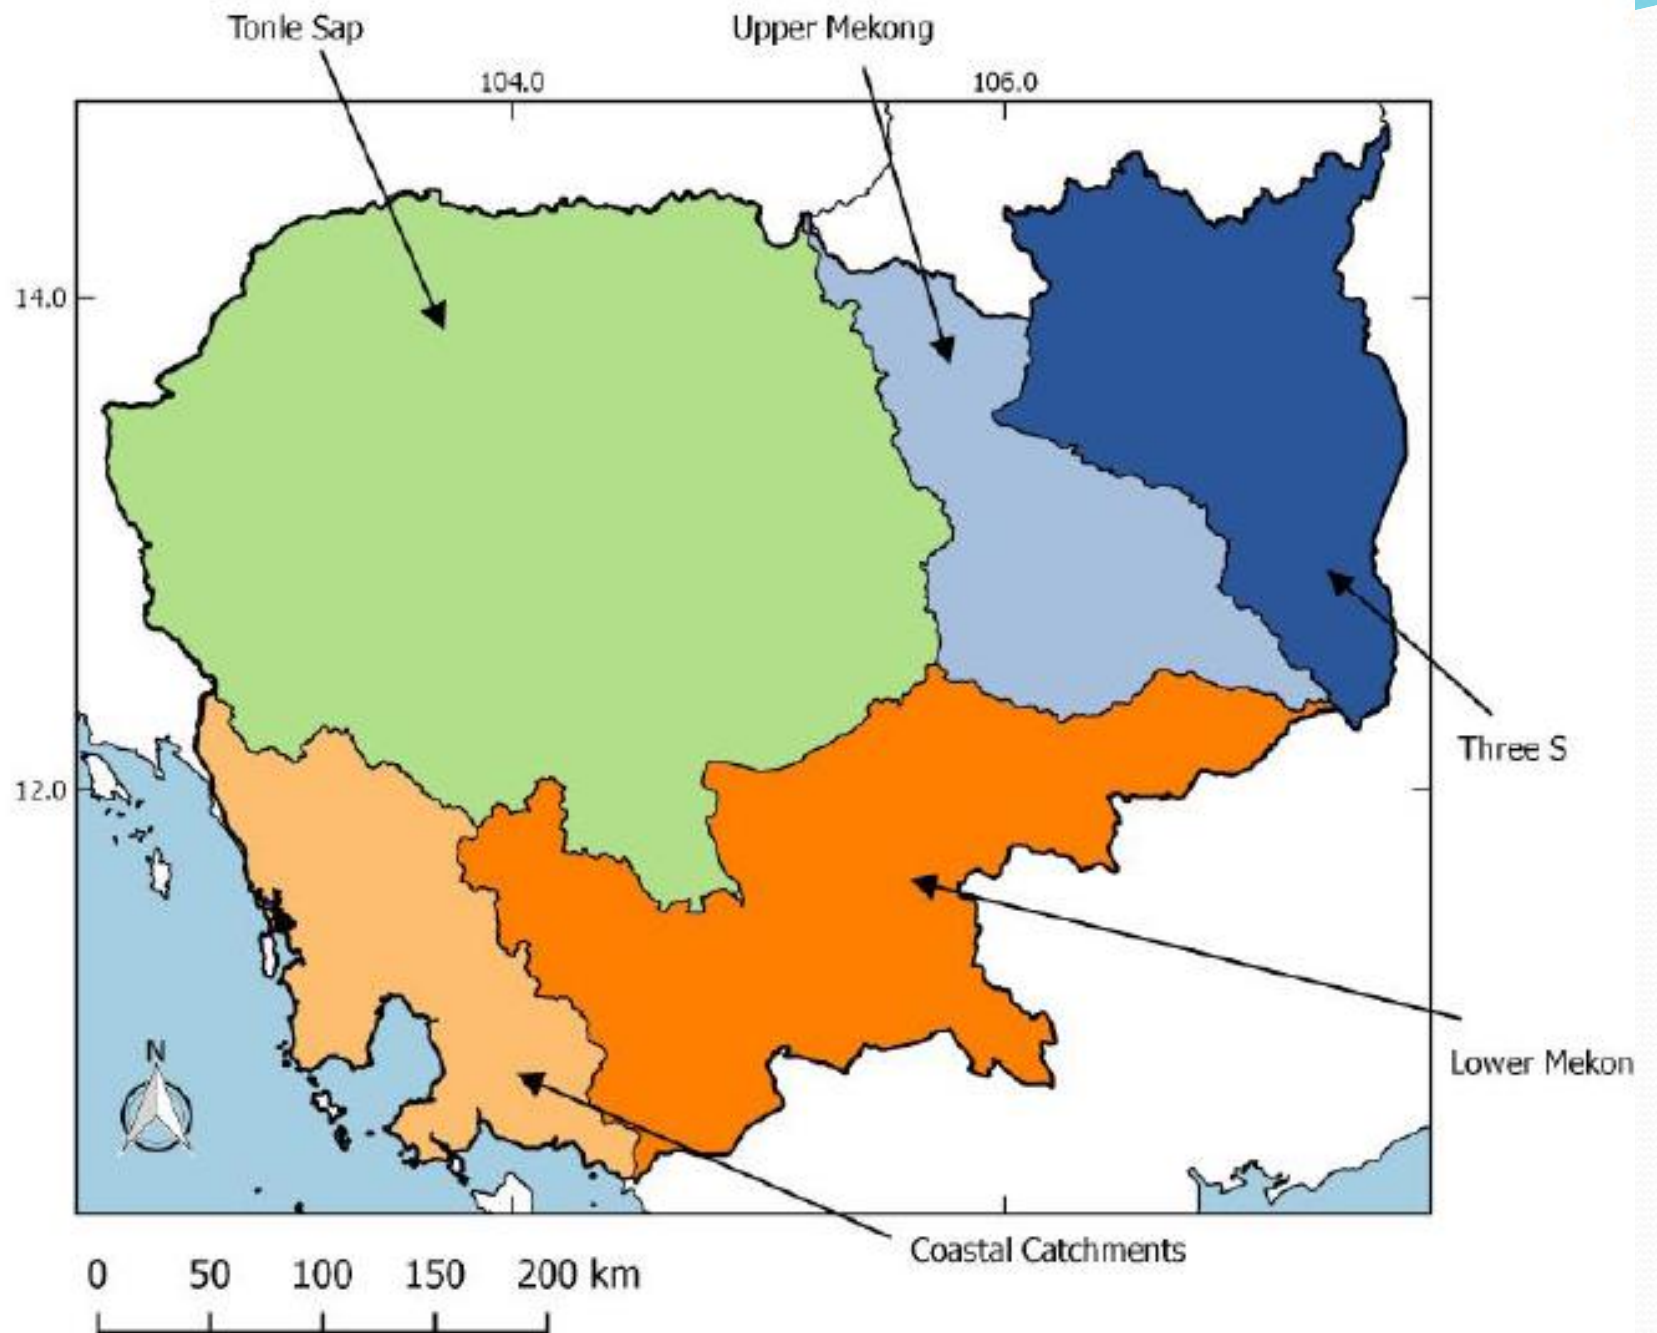 Tonle Sap
Upper Mekong
104.0
106.0
14.0
12.0
Three S
Lower Mekon
N
Coastal Catchments
0 50 100 150 200 km